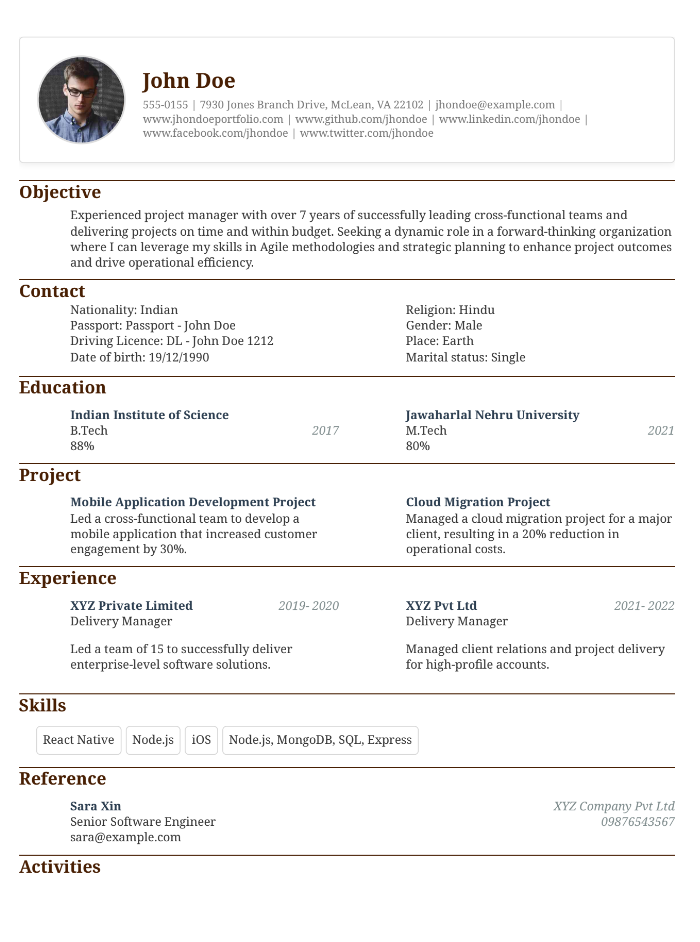 John Doe
555-0155 | 7930 Jones Branch Drive, McLean, VA 22102 | jhondoe@example.com |
www.jhondoeportfolio.com | www.github.com/jhondoe | www.linkedin.com/jhondoe |
www.facebook.com/jhondoe | www.twitter.com/jhondoe
Objective
Experienced project manager with over 7 years of successfully leading cross-functional teams and
delivering projects on time and within budget. Seeking a dynamic role in a forward-thinking organization
where I can leverage my skills in Agile methodologies and strategic planning to enhance project outcomes
and drive operational efficiency.
Contact
Nationality: Indian
Passport: Passport - John Doe
Driving Licence: DL - John Doe 1212
Date of birth: 19/12/1990
Religion: Hindu
Gender: Male
Place: Earth
Marital status: Single
Education
Indian Institute of Science
B.Tech 2017
88%
Jawaharlal Nehru University
M.Tech 2021
80%
Project
Mobile Application Development Project
Led a cross-functional team to develop a
mobile application that increased customer
engagement by 30%.
Cloud Migration Project
Managed a cloud migration project for a major
client, resulting in a 20% reduction in
operational costs.
Experience
XYZ Private Limited 2019- 2020
Delivery Manager
Led a team of 15 to successfully deliver
enterprise-level software solutions.
XYZ Pvt Ltd 2021- 2022
Delivery Manager
Managed client relations and project delivery
for high-profile accounts.
Skills
React Native Node.js iOS Node.js, MongoDB, SQL, Express
Reference
Sara Xin XYZ Company Pvt Ltd
Senior Software Engineer 09876543567
sara@example.com
Activities